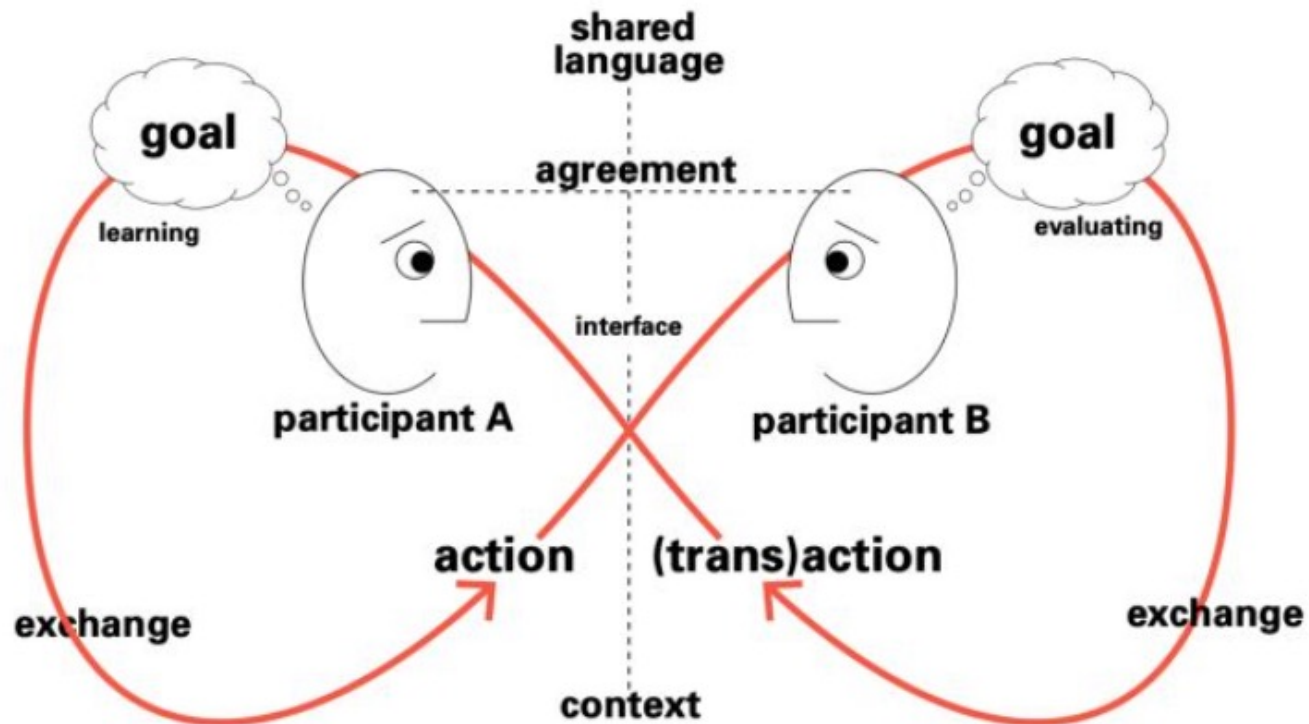 shared
language
goal
goal
agreement
learning
evaluating
interface
participant A
participant B
action
(trans)action
exchange
exchange
context